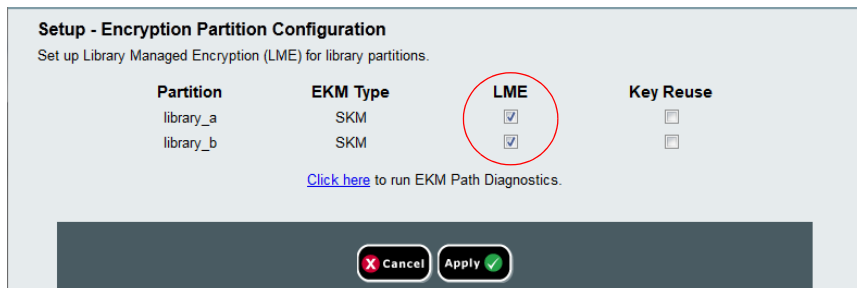 Setup - Encryption Partition Configuration
Set up Library Managed Encryption (LME) for library partitions.
Partition EKM Type LME Key Reuse
library_a SKM
library_b SKM
Click here to run EKM Path Diagnostics.
Cancel Apply